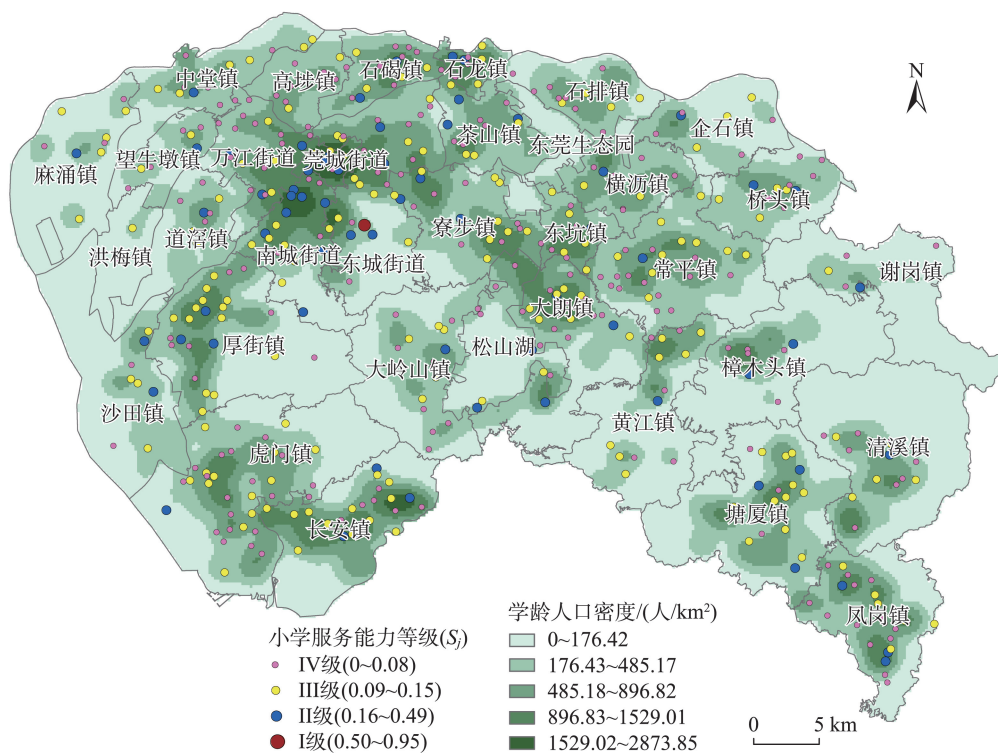 N
中堂镇
高埗镇
石碣镇
石龙镇
石排镇
企石镇
茶山镇
东莞生态园
麻涌镇
望牛墩镇
万江街道
莞城街道
横沥镇
桥头镇
道滘镇
洪梅镇
南城街道
东城街道
寮步镇
东坑镇
常平镇
谢岗镇
大朗镇
厚街镇
大岭山镇
松山湖
樟木头镇
沙田镇
黄江镇
虎门镇
清溪镇
长安镇
塘厦镇
凤岗镇
小学服务能力等级(Sj)
IV级(0~0.08)
III级(0.09~0.15)
II级(0.16~0.49)
I级(0.50~0.95)
学龄人口密度/(人/km²)
0~176.42
176.43~485.17
485.18~896.82
896.83~1529.01
1529.02~2873.85
0 5 km